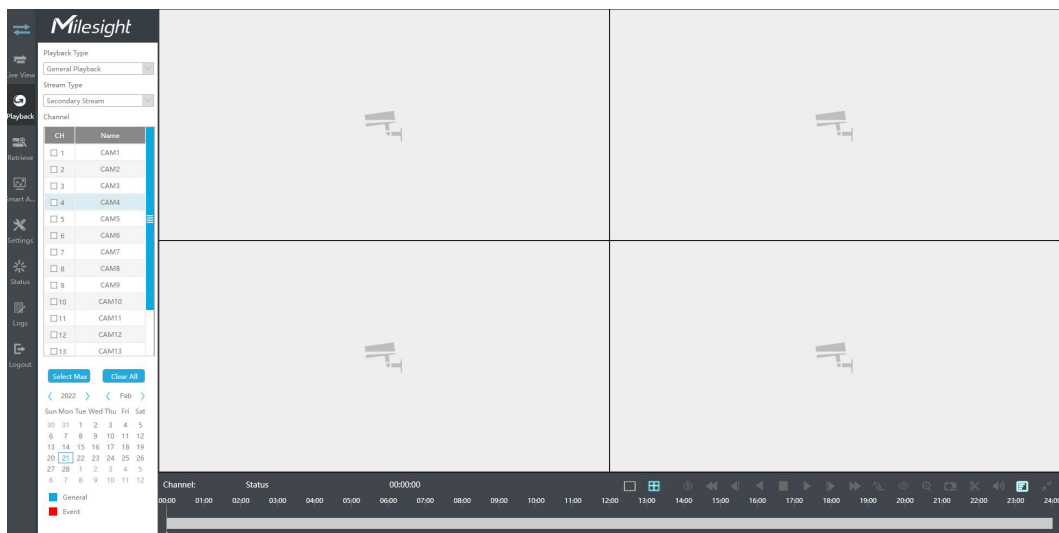 Milesight
ive View
Playback
Retrieve
mart A...
Settings
Status
Logs
Logout
Playback Type
General Playback
Stream Type
Secondary Stream
Channel
CH Name
1 CAM1
2 CAM2
3 CAM3
4 CAM4
5 CAM5
6 CAM6
7 CAM7
8 CAM8
9 CAM9
10 CAM10
11 CAM11
12 CAM12
13 CAM13
Select Max Clear All
2022 Feb
Sun Mon Tue Wed Thu Fri Sat
30 31 1 2 3 4 5
6 7 8 9 10 11 12
13 14 15 16 17 18 19
20 21 22 23 24 25 26
27 28 1 2 3 4 5
6 7 8 9 10 11 12
General
Event
Channel: Status 00:00:00
00:00 01:00 02:00 03:00 04:00 05:00 06:00 07:00 08:00 09:00 10:00 11:00 12:00 13:00 14:00 15:00 16:00 17:00 18:00 19:00 20:00 21:00 22:00 23:00 24:00